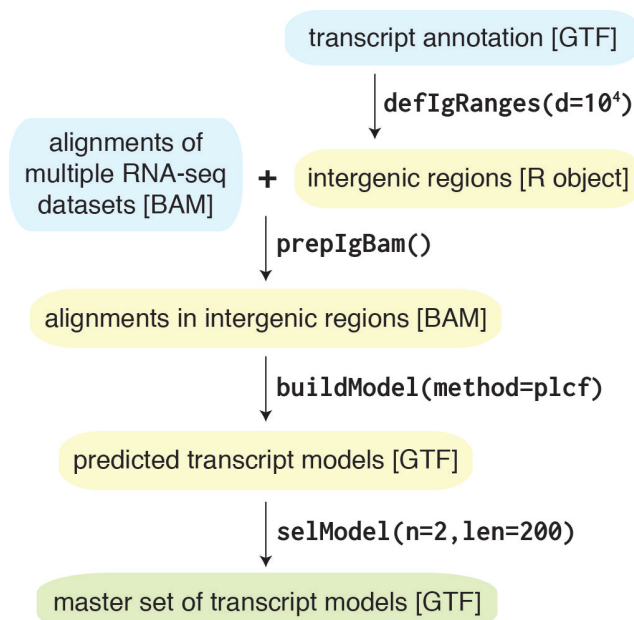 transcript annotation [GTF]
defIgRanges(d=10⁴)
alignments of
multiple RNA-seq
datasets [BAM]
+
intergenic regions [R object]
prepIgBam()
alignments in intergenic regions [BAM]
buildModel(method=plcf)
predicted transcript models [GTF]
selModel(n=2,len=200)
master set of transcript models [GTF]